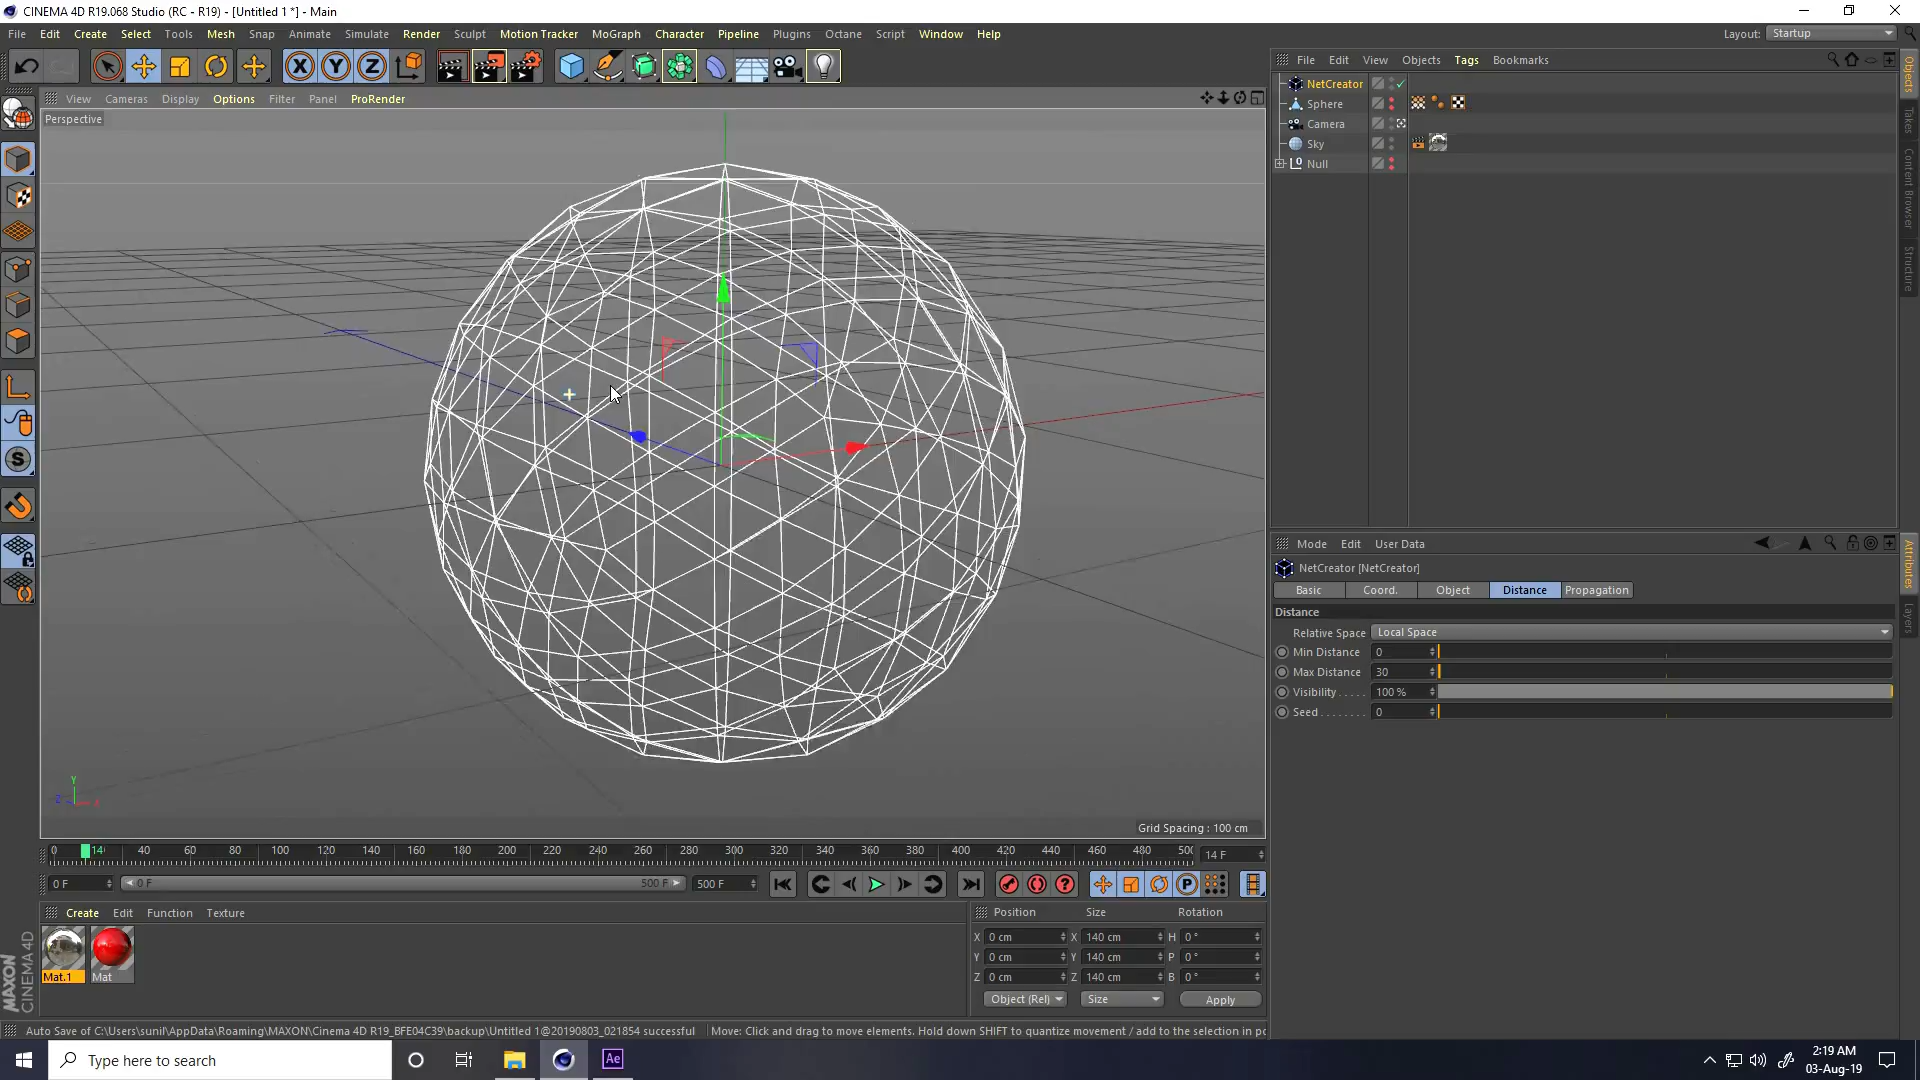 CINEMA 4D R19.068 Studio (RC - R19) - [Untitled 1 *] - Main
File Edit Create Select Tools Mesh Snap Animate Simulate Render Sculpt Motion Tracker MoGraph Character Pipeline Plugins Octane Script Window Help
Layout: Startup
View Cameras Display Options Filter Panel ProRender
Perspective
Grid Spacing : 100 cm
File Edit View Objects Tags Bookmarks
NetCreator
Sphere
Camera
Sky
Null
Objects
Takes
Content Browser
Structure
Mode Edit User Data
NetCreator [NetCreator]
Basic Coord. Object Distance Propagation
Distance
Relative Space Local Space
Min Distance 0
Max Distance 30
Visibility . . . . . 100 %
Seed . . . . . . . . 0
Attributes
Layers
0 14 40 60 80 100 120 140 160 180 200 220 240 260 280 300 320 340 360 380 400 420 440 460 480 500
14 F
0 F 0 F 500 F 500 F
Create Edit Function Texture
Mat.1 Mat
Position Size Rotation
X 0 cm X 140 cm H 0 °
Y 0 cm Y 140 cm P 0 °
Z 0 cm Z 140 cm B 0 °
Object (Rel) Size Apply
MAXON CINEMA 4D
Auto Save of C:\Users\sunil\AppData\Roaming\MAXON\Cinema 4D R19_BFE04C39\backup\Untitled 1@20190803_021854 successful
Move: Click and drag to move elements. Hold down SHIFT to quantize movement / add to the selection in po
Type here to search
Ae
2:19 AM
03-Aug-19